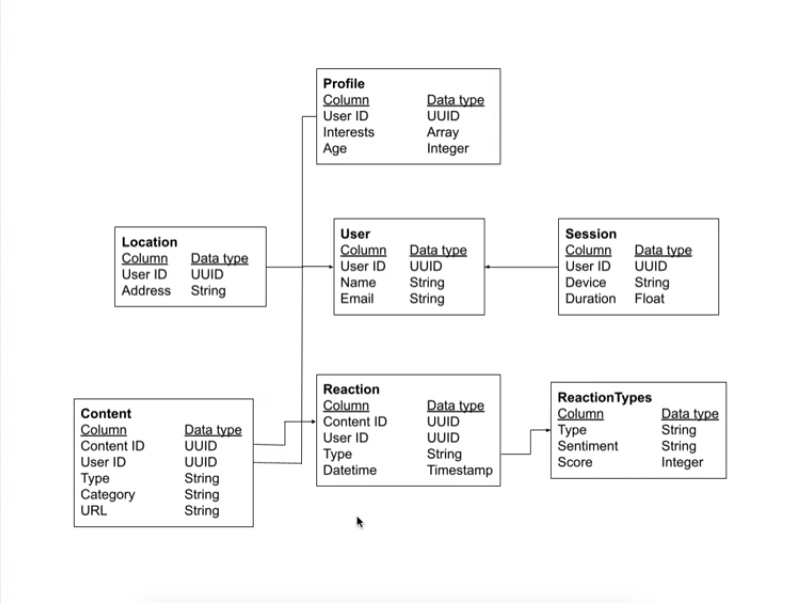 Profile
Column Data type
User ID UUID
Interests Array
Age Integer
Location
Column Data type
User ID UUID
Address String
User
Column Data type
User ID UUID
Name String
Email String
Session
Column Data type
User ID UUID
Device String
Duration Float
Content
Column Data type
Content ID UUID
User ID UUID
Type String
Category String
URL String
Reaction
Column Data type
Content ID UUID
User ID UUID
Type String
Datetime Timestamp
ReactionTypes
Column Data type
Type String
Sentiment String
Score Integer